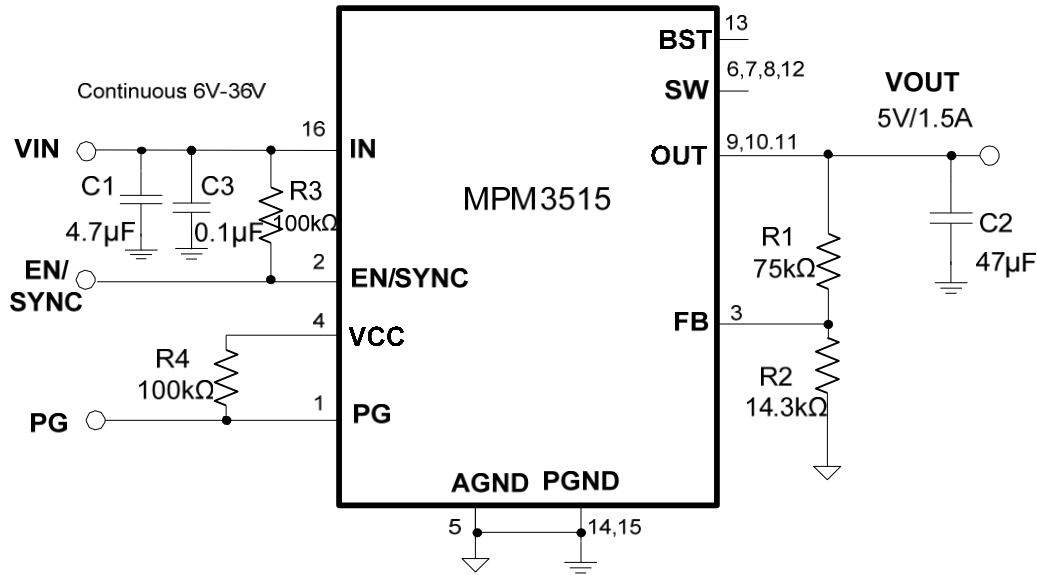 13
BST
6,7,8,12
SW
VOUT
5V/1.5A
Continuous 6V-36V
16
VIN
IN
9,10.11
OUT
MPM3515
C1
C3
R3
100kΩ
4.7µF
0.1µF
R1
75kΩ
C2
47µF
EN/
SYNC
2
EN/SYNC
4
VCC
3
FB
R4
100kΩ
R2
14.3kΩ
1
PG
PG
AGND
PGND
5
14,15